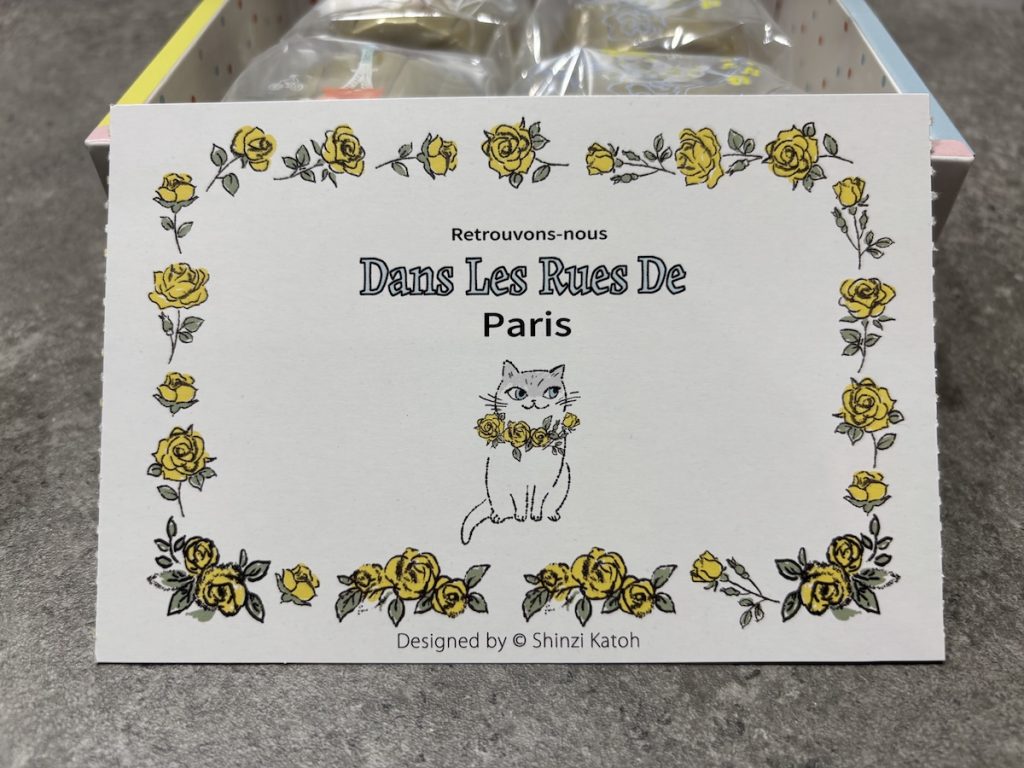 Retrouvons-nous
Dans Les Rues De
Paris
Designed by © Shinzi Katoh